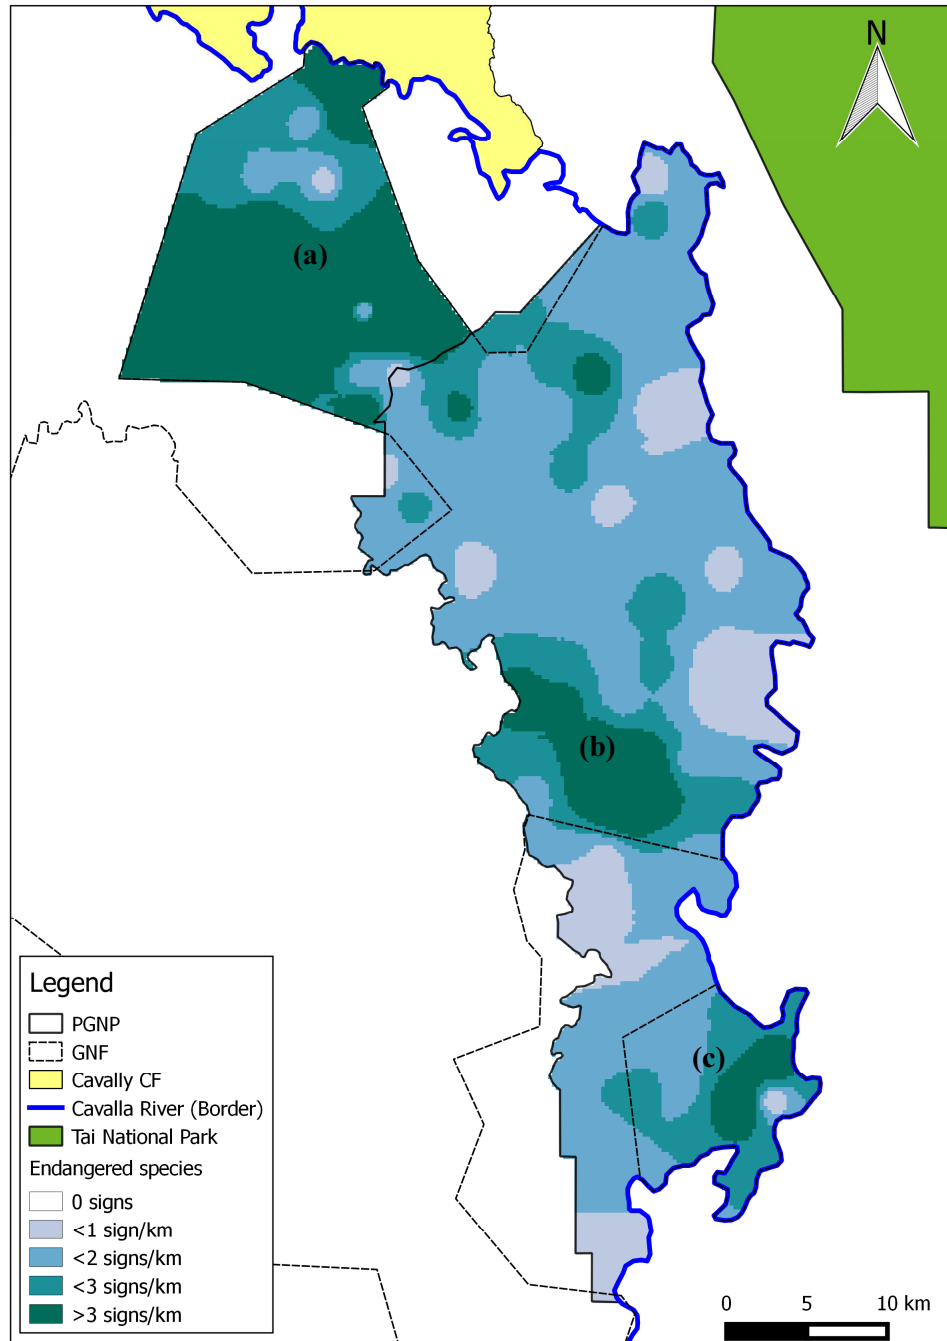 N
(a)
(b)
(c)
Legend
PGNP
GNF
Cavally CF
Cavalla River (Border)
Tai National Park
Endangered species
0 signs
<1 sign/km
<2 signs/km
<3 signs/km
>3 signs/km
0 5 10 km